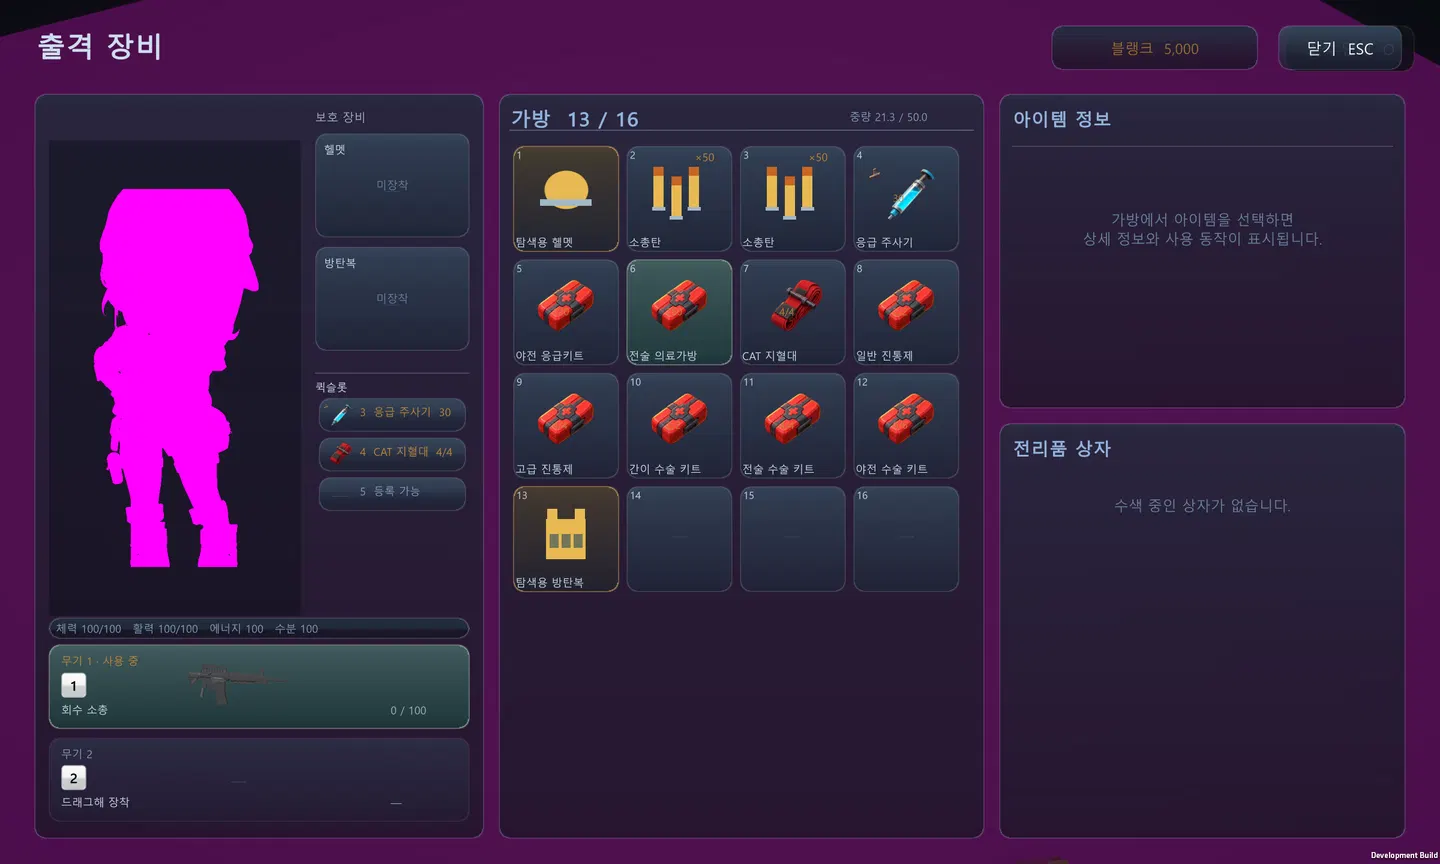 출격 장비
블랭크 5,000
닫기 ESC
보호 장비
헬멧
미장착
방탄복
미장착
퀵슬롯
3 응급 주사기 30
4 CAT 지혈대 4/4
5 등록 가능
체력 100/100 활력 100/100 에너지 100 수분 100
무기 1 · 사용 중
1
회수 소총
0 / 100
무기 2
2
드래그해 장착
—
가방 13 / 16
중량 21.3 / 50.0
1
탐색용 헬멧
2
×50
소총탄
3
×50
소총탄
4
응급 주사기
5
야전 응급키트
6
전술 의료가방
7
4/4
CAT 지혈대
8
일반 진통제
9
고급 진통제
10
간이 수술 키트
11
전술 수술 키트
12
야전 수술 키트
13
탐색용 방탄복
14
15
16
아이템 정보
가방에서 아이템을 선택하면
상세 정보와 사용 동작이 표시됩니다.
전리품 상자
수색 중인 상자가 없습니다.
Development Build